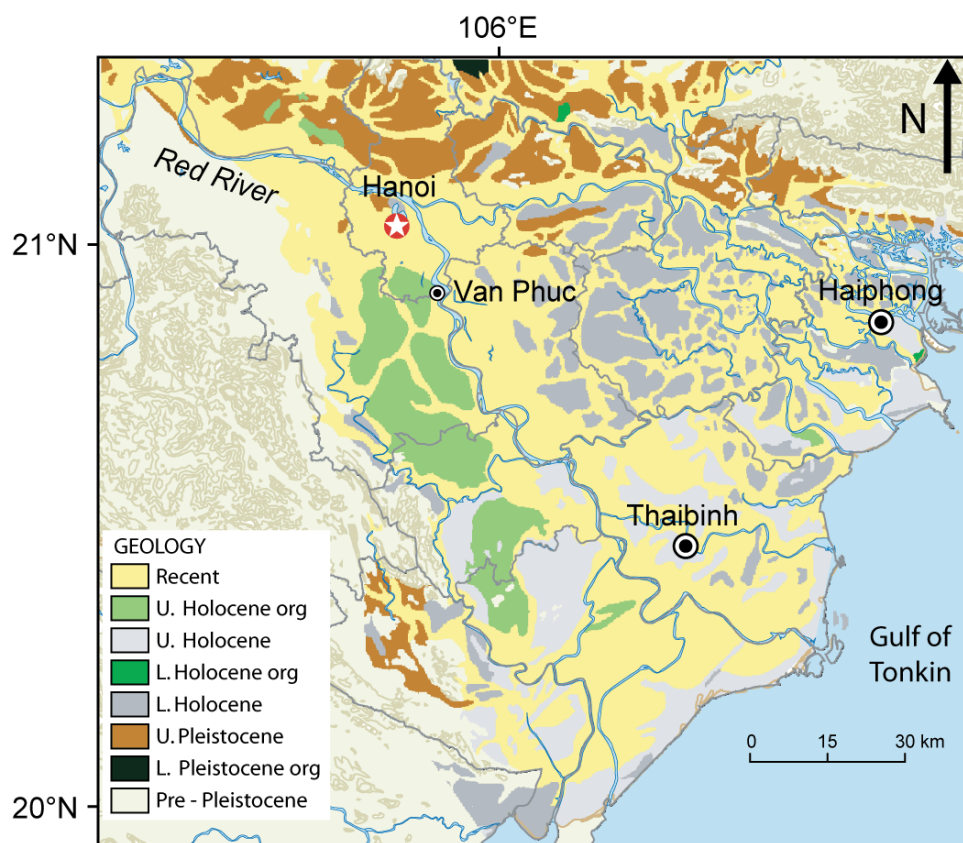 106°E
N
Red River
Hanoi
21°N
Van Phuc
Haiphong
Thaibinh
GEOLOGY
Recent
U. Holocene org
U. Holocene
L. Holocene org
L. Holocene
U. Pleistocene
L. Pleistocene org
Pre - Pleistocene
Gulf of
Tonkin
0 15 30 km
20°N